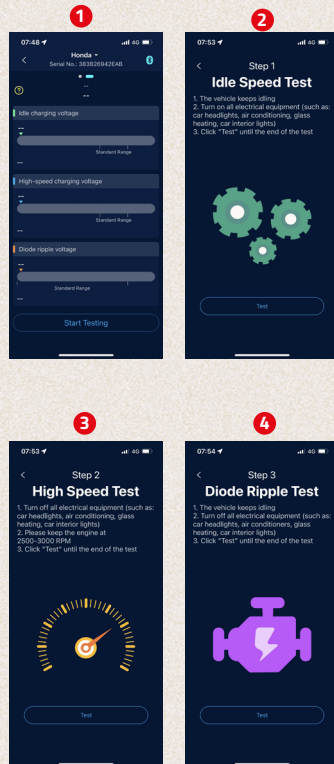 1
07:48
4G
Honda
Serial No.: 383826942EAB
?
--
--
Idle charging voltage
--
Standard Range
--
High-speed charging voltage
--
Standard Range
--
Diode ripple voltage
--
Standard Range
--
Start Testing
2
07:53
4G
Step 1
Idle Speed Test
1. The vehicle keeps idling
2. Turn on all electrical equipment (such as:
car headlights, air conditioning, glass
heating, car interior lights)
3. Click "Test" until the end of the test
Test
3
07:53
4G
Step 2
High Speed Test
1. Turn off all electrical equipment (such as:
car headlights, air conditioning, glass
heating, car interior lights)
2. Please keep the engine at
2500-3000 RPM
3. Click "Test" until the end of the test
Test
4
07:54
4G
Step 3
Diode Ripple Test
1. The vehicle keeps idling
2. Turn off all electrical equipment (such as:
car headlights, air conditioners, glass
heating, car interior lights)
3. Click "Test" until the end of the test
Test